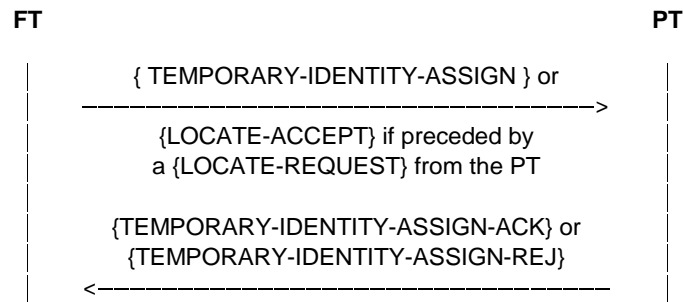 FT PT
{ TEMPORARY-IDENTITY-ASSIGN } or
{LOCATE-ACCEPT} if preceded by
a {LOCATE-REQUEST} from the PT
{TEMPORARY-IDENTITY-ASSIGN-ACK} or
{TEMPORARY-IDENTITY-ASSIGN-REJ}